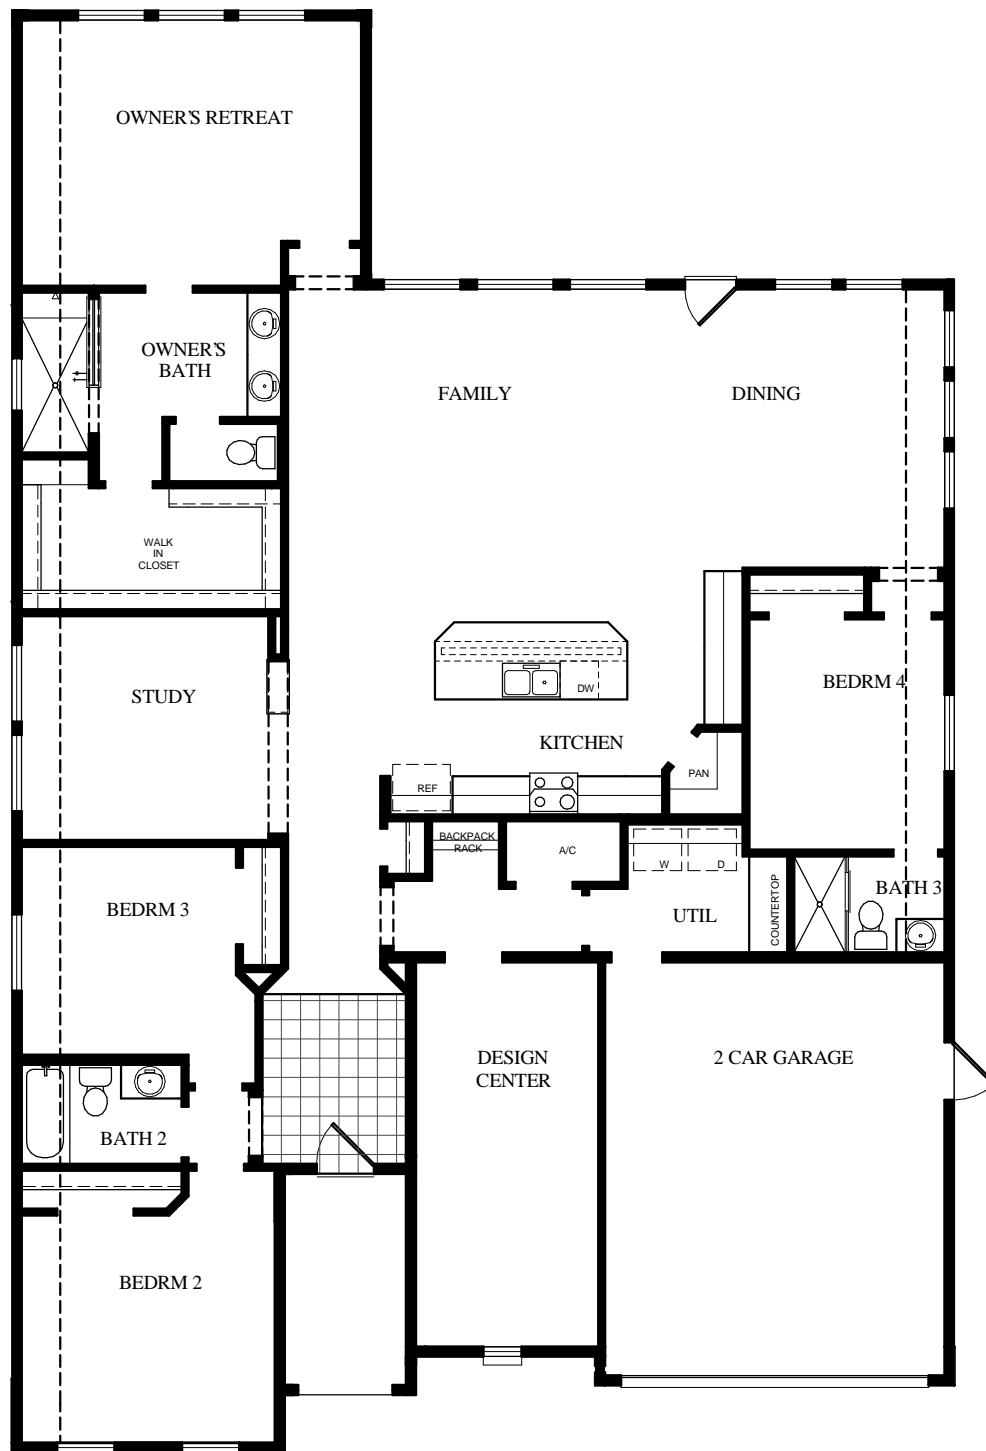 OWNER'S RETREAT
OWNER'S
BATH
FAMILY
DINING
WALK
IN
CLOSET
STUDY
BEDRM 4
DW
KITCHEN
PAN
REF
BACKPACK
RACK
A/C
W
D
BEDRM 3
UTIL
COUNTERTOP
BATH 3
DESIGN
CENTER
2 CAR GARAGE
BATH 2
BEDRM 2